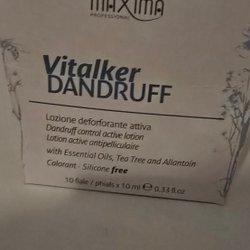 MAXIMA
PROFESSIONAL
Vitalker
DANDRUFF
Lozione deforforante attiva
Dandruff control active lotion
Lotion active antipelliculaire
with Essential Oils, Tea Tree and Allantoin
Colorant - Silicone free
10 fiale / phials x 10 ml ℮ 0.33 fl.oz